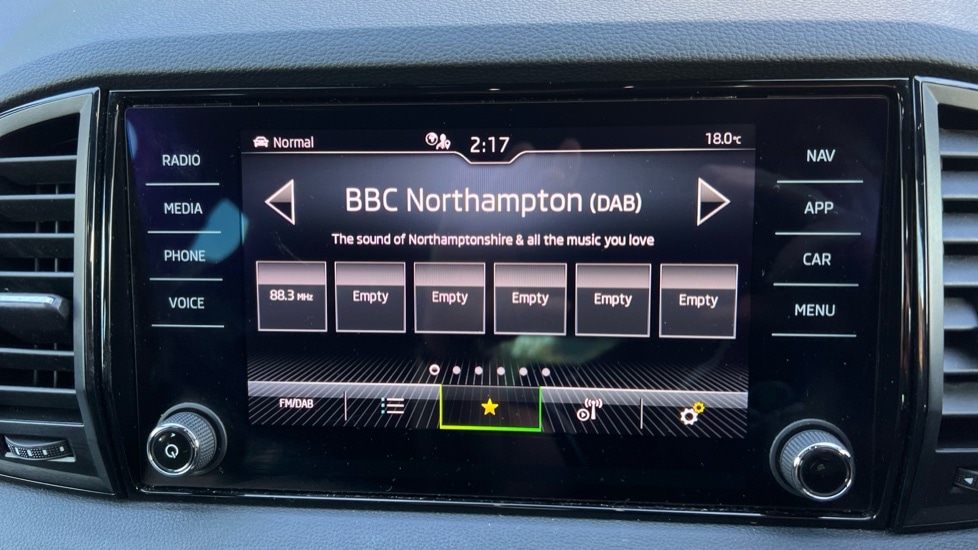 Normal 2:17 18.0°C
RADIO
MEDIA
PHONE
VOICE
BBC Northampton (DAB)
The sound of Northamptonshire & all the music you love
88.3 MHz Empty Empty Empty Empty Empty
FM/DAB
NAV
APP
CAR
MENU